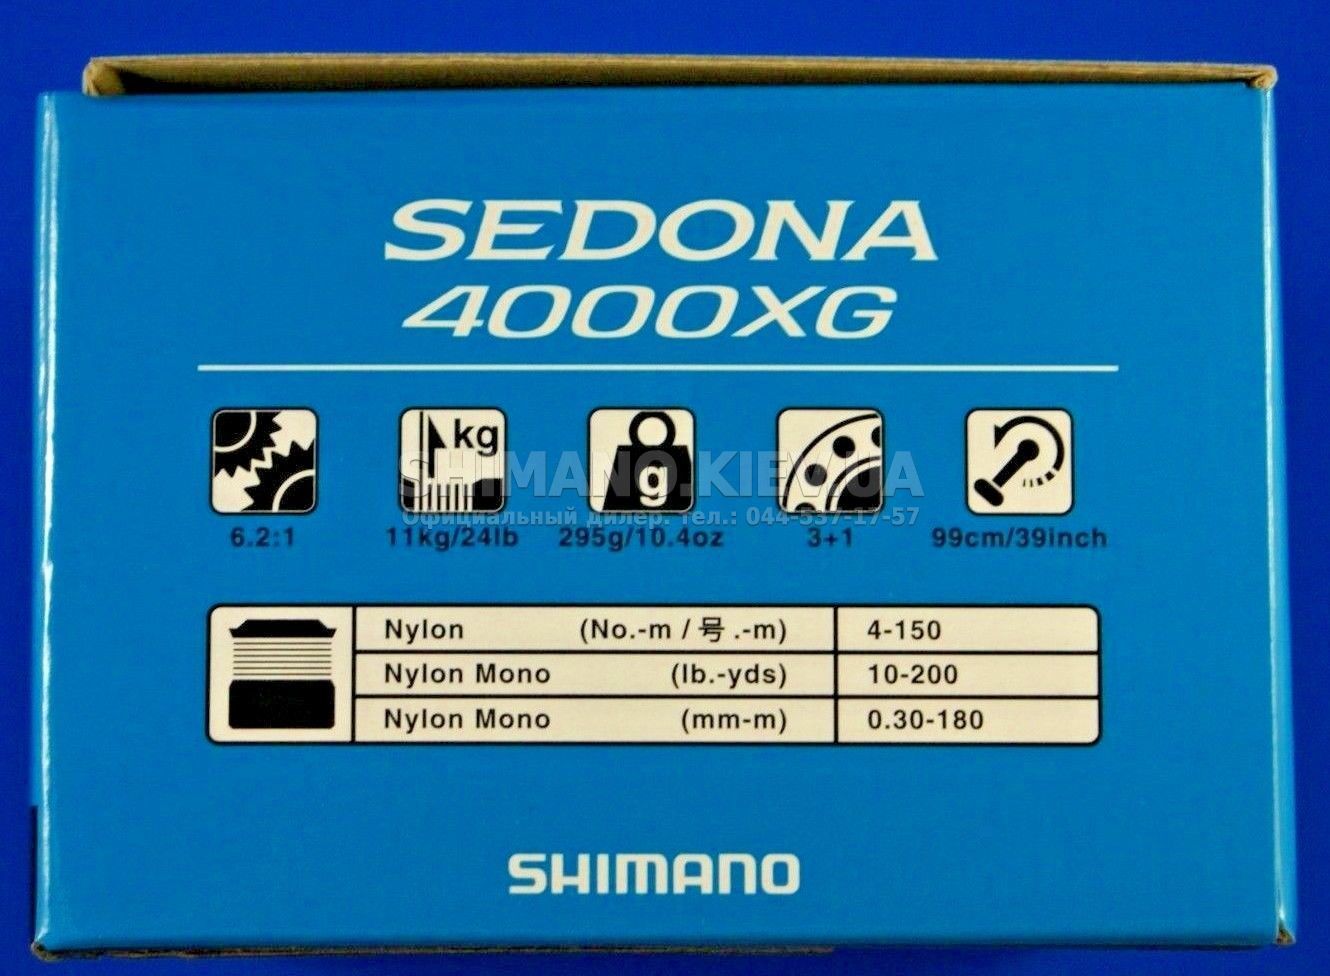 SEDONA
4000XG
kg
g
SHIMANO.KIEV.UA
Официальный дилер. тел.: 044-537-17-57
6.2:1 11kg/24lb 295g/10.4oz 3+1 99cm/39inch
Nylon (No.-m / 号.-m) 4-150
Nylon Mono (lb.-yds) 10-200
Nylon Mono (mm-m) 0.30-180
SHIMANO